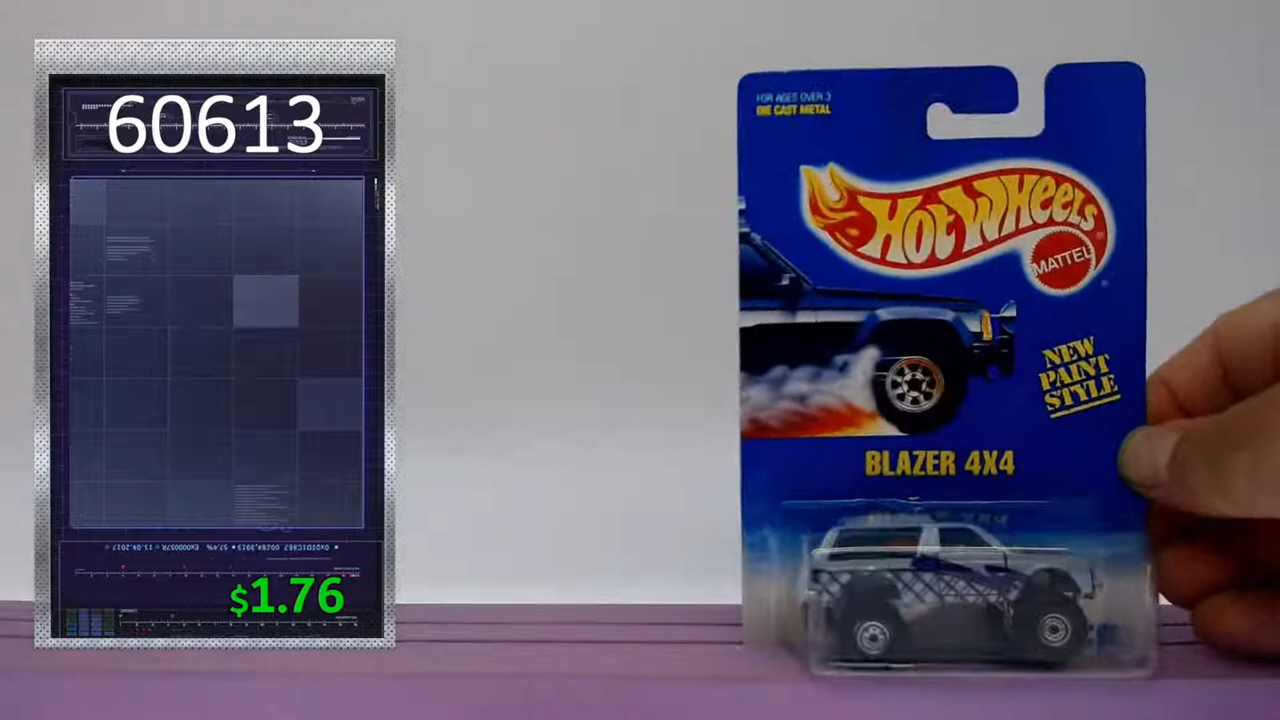 60613
$1.76
FOR AGES OVER 3
DIE CAST METAL
HOT WHEELS
MATTEL
NEW
PAINT
STYLE
BLAZER 4X4